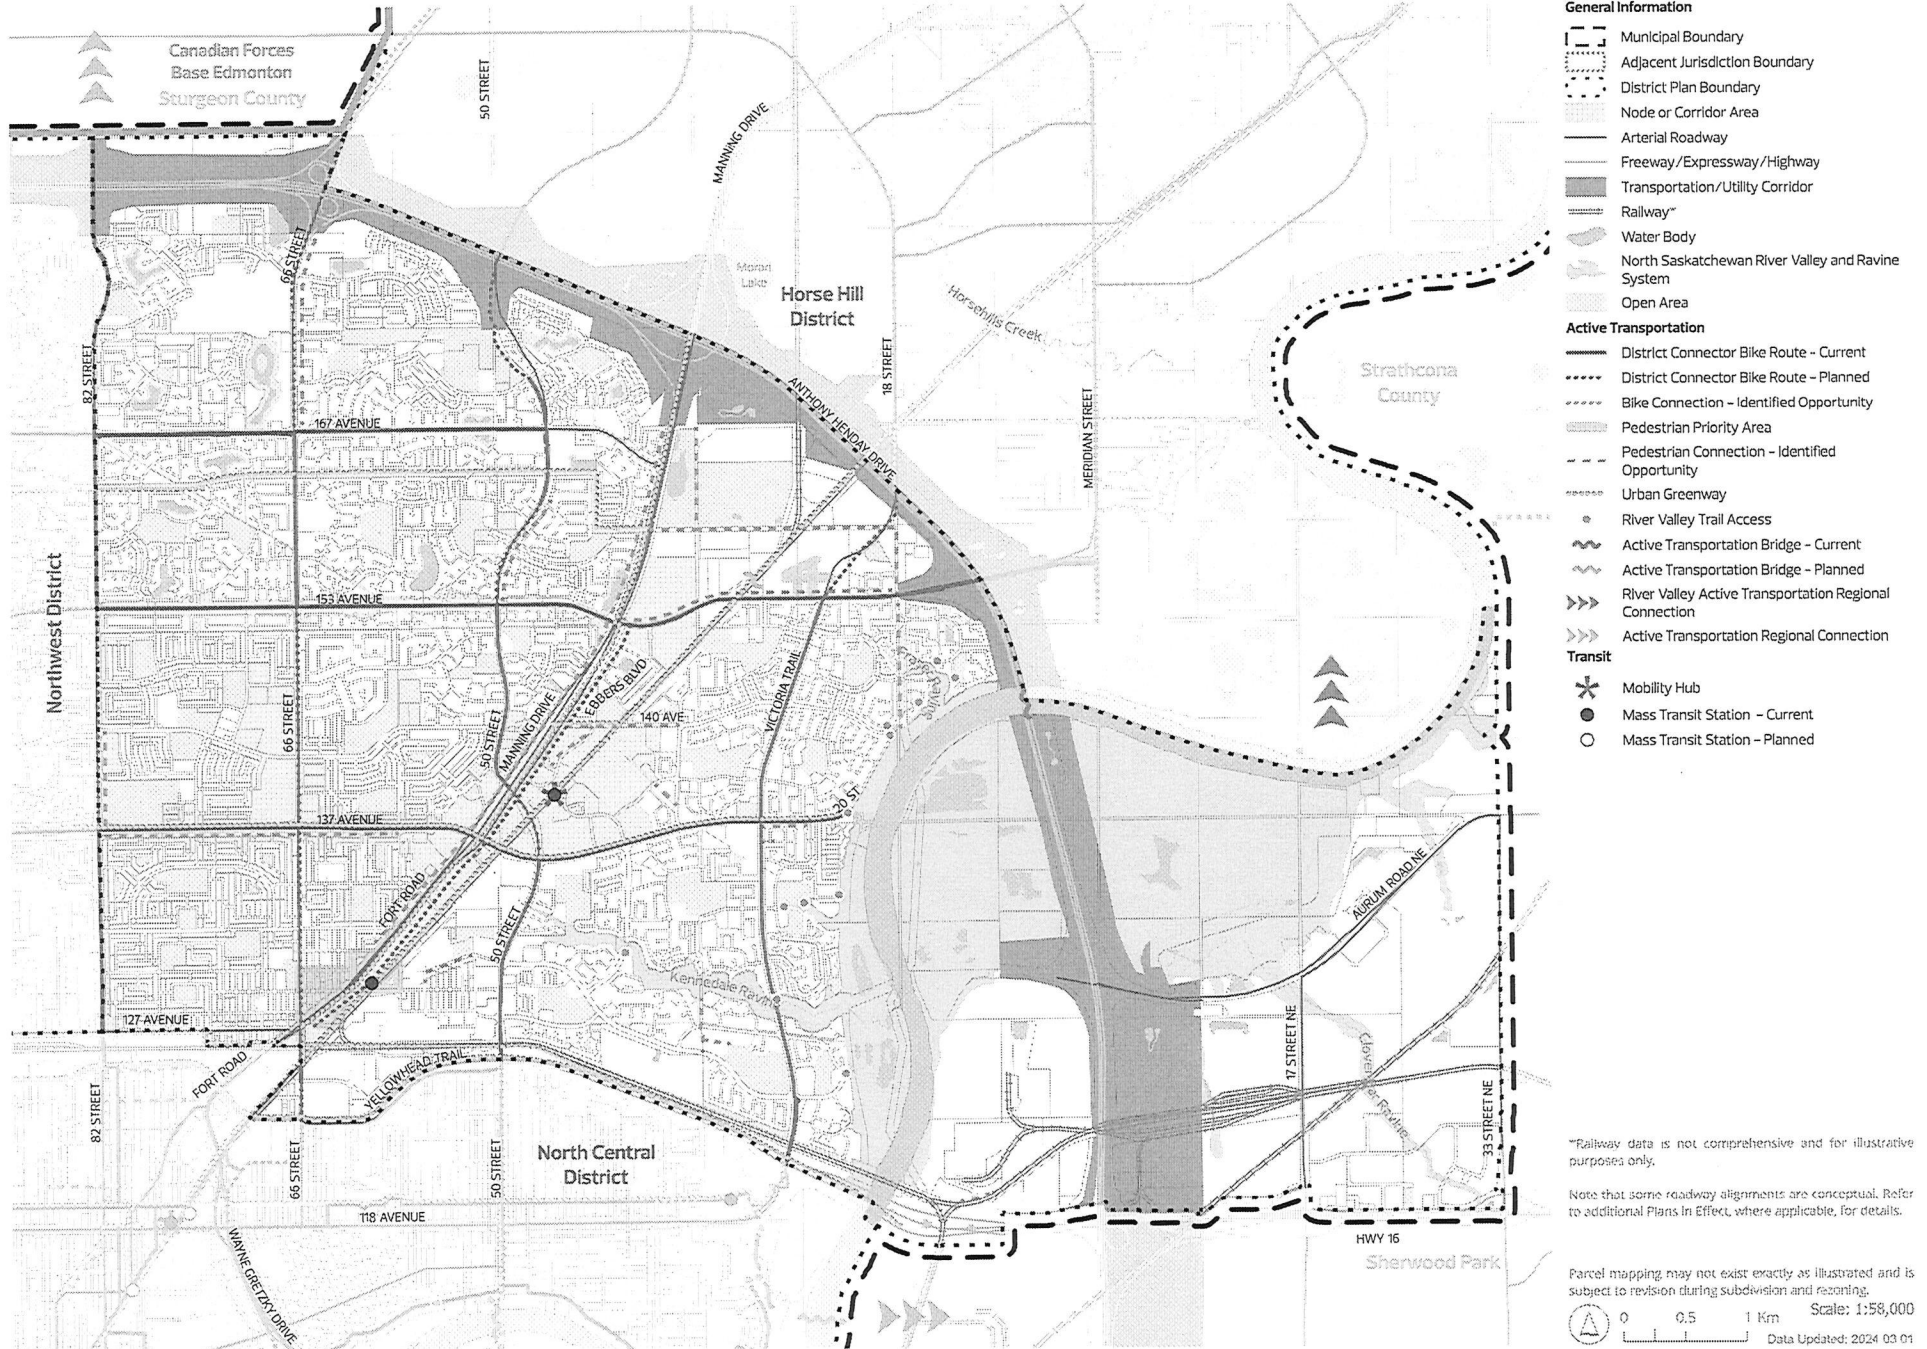 Canadian Forces
Base Edmonton
Sturgeon County
50 STREET
MANNING DRIVE
66 STREET
Moran
Lake
Horse Hill
District
Horsehills Creek
82 STREET
18 STREET
ANTHONY HENDAY DRIVE
MERIDIAN STREET
Strathcona
County
167 AVENUE
Northwest District
153 AVENUE
66 STREET
50 STREET
MANNING DRIVE
EBBERS BLVD
140 AVE
VICTORIA TRAIL
Ravine
137 AVENUE
20 ST
FORT ROAD
50 STREET
Kennedale Ravine
AURUM ROAD NE
127 AVENUE
FORT ROAD
YELLOWHEAD TRAIL
82 STREET
66 STREET
50 STREET
North Central
District
118 AVENUE
WAYNE GRETZKY DRIVE
17 STREET NE
Clover Bar Ravine
33 STREET NE
HWY 16
Sherwood Park
General Information
Municipal Boundary
Adjacent Jurisdiction Boundary
District Plan Boundary
Node or Corridor Area
Arterial Roadway
Freeway/Expressway/Highway
Transportation/Utility Corridor
Railway*
Water Body
North Saskatchewan River Valley and Ravine
System
Open Area
Active Transportation
District Connector Bike Route - Current
District Connector Bike Route - Planned
Bike Connection - Identified Opportunity
Pedestrian Priority Area
Pedestrian Connection - Identified
Opportunity
Urban Greenway
River Valley Trail Access
Active Transportation Bridge - Current
Active Transportation Bridge - Planned
River Valley Active Transportation Regional
Connection
Active Transportation Regional Connection
Transit
Mobility Hub
Mass Transit Station - Current
Mass Transit Station - Planned
*Railway data is not comprehensive and for illustrative
purposes only.
Note that some roadway alignments are conceptual. Refer
to additional Plans In Effect, where applicable, for details.
Parcel mapping may not exist exactly as illustrated and is
subject to revision during subdivision and rezoning.
0 0.5 1 Km
Scale: 1:58,000
Data Updated: 2024 03 01